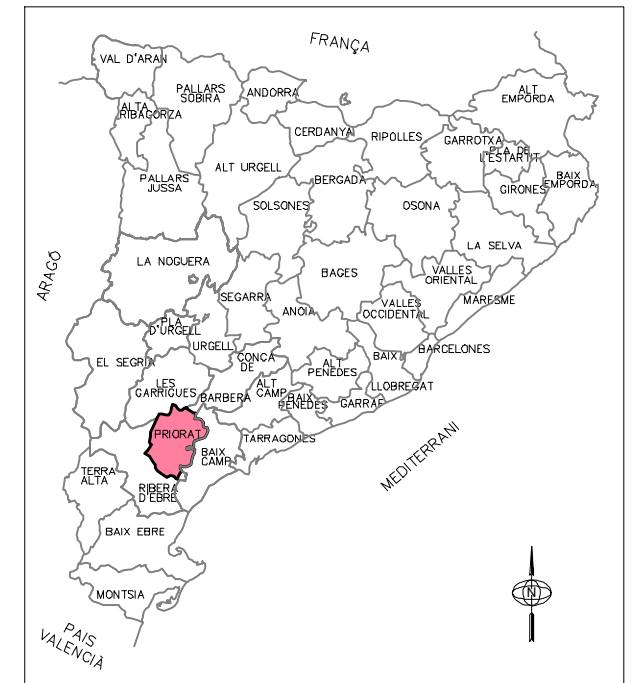 FRANÇA
VAL D'ARAN
PALLARS
SOBIRA
ANDORRA
ALT
EMPORDA
ALTA
RIBAGORZA
CERDANYA
RIPOLLES
GARROTXA
PLA DE
L'ESTARTIT
ALT URGELL
PALLARS
JUSSA
BERGADA
GIRONES
BAIX
EMPORDA
SOLSONES
OSONA
LA SELVA
ARAGÓ
LA NOGUERA
BAGES
VALLES
ORIENTAL
SEGARRA
ANOIA
VALLES
OCCIDENTAL
MARESME
PLA
D'URGELL
URGELL
EL SEGRIA
CONCA
DE
BARBERA
ALT
PENEDES
BAIX
LLOBREGAT
BARCELONES
LES
GARRIGUES
ALT
CAMP
BAIX
PENEDES
GARRAF
PRIORAT
TARRAGONES
BAIX
CAMP
MEDITERRANI
TERRA
ALTA
RIBERA
D'EBRE
BAIX EBRE
MONTSIA
N
PAIS
VALENCIÀ